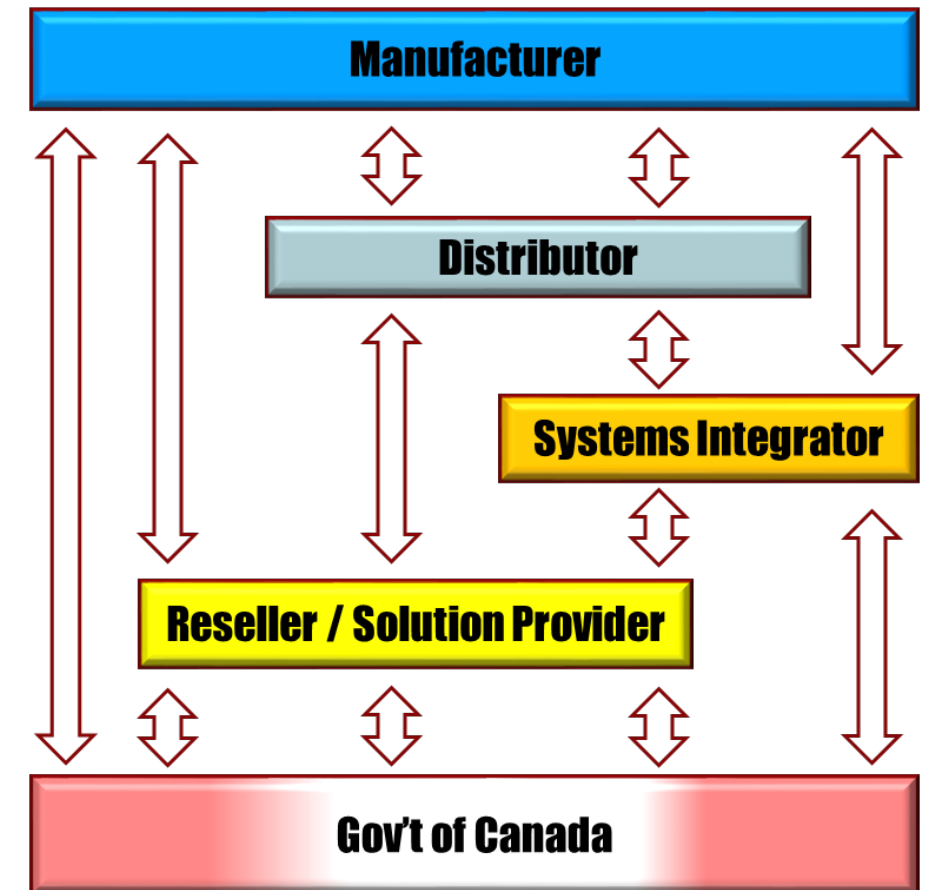 Manufacturer
Distributor
Systems Integrator
Reseller / Solution Provider
Gov't of Canada